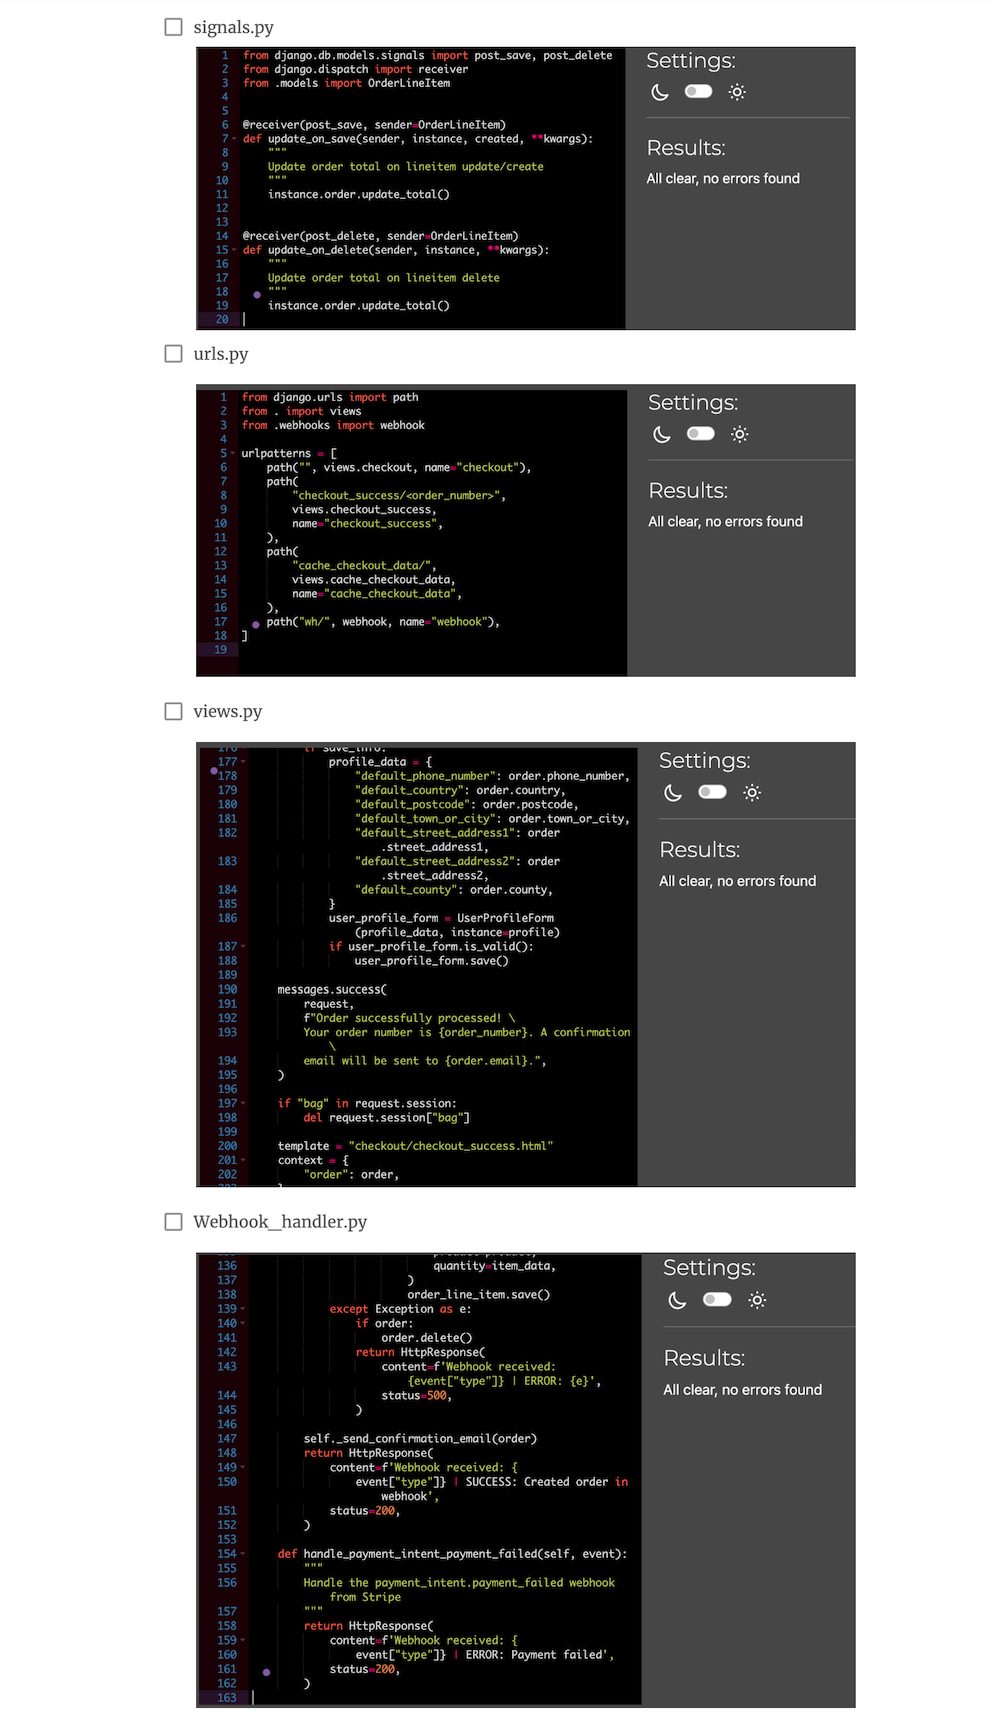 signals.py
1 from django.db.models.signals import post_save, post_delete
2 from django.dispatch import receiver
3 from .models import OrderLineItem
4
5
6 @receiver(post_save, sender=OrderLineItem)
7 def update_on_save(sender, instance, created, **kwargs):
8 """
9 Update order total on lineitem update/create
10 """
11 instance.order.update_total()
12
13
14 @receiver(post_delete, sender=OrderLineItem)
15 def update_on_delete(sender, instance, **kwargs):
16 """
17 Update order total on lineitem delete
18 """
19 instance.order.update_total()
20
Settings:
Results:
All clear, no errors found
urls.py
1 from django.urls import path
2 from . import views
3 from .webhooks import webhook
4
5 urlpatterns = [
6 path("", views.checkout, name="checkout"),
7 path(
8 "checkout_success/<order_number>",
9 views.checkout_success,
10 name="checkout_success",
11 ),
12 path(
13 "cache_checkout_data/",
14 views.cache_checkout_data,
15 name="cache_checkout_data",
16 ),
17 path("wh/", webhook, name="webhook"),
18 ]
19
Settings:
Results:
All clear, no errors found
views.py
176 if save_info:
177 profile_data = {
178 "default_phone_number": order.phone_number,
179 "default_country": order.country,
180 "default_postcode": order.postcode,
181 "default_town_or_city": order.town_or_city,
182 "default_street_address1": order
.street_address1,
183 "default_street_address2": order
.street_address2,
184 "default_county": order.county,
185 }
186 user_profile_form = UserProfileForm
(profile_data, instance=profile)
187 if user_profile_form.is_valid():
188 user_profile_form.save()
189
190 messages.success(
191 request,
192 f"Order successfully processed! \
193 Your order number is {order_number}. A confirmation
\
194 email will be sent to {order.email}.",
195 )
196
197 if "bag" in request.session:
198 del request.session["bag"]
199
200 template = "checkout/checkout_success.html"
201 context = {
202 "order": order,
Settings:
Results:
All clear, no errors found
Webhook_handler.py
136 quantity=item_data,
137 )
138 order_line_item.save()
139 except Exception as e:
140 if order:
141 order.delete()
142 return HttpResponse(
143 content=f'Webhook received:
{event["type"]} | ERROR: {e}',
144 status=500,
145 )
146
147 self._send_confirmation_email(order)
148 return HttpResponse(
149 content=f'Webhook received: {
150 event["type"]} | SUCCESS: Created order in
webhook',
151 status=200,
152 )
153
154 def handle_payment_intent_payment_failed(self, event):
155 """
156 Handle the payment_intent.payment_failed webhook
from Stripe
157 """
158 return HttpResponse(
159 content=f'Webhook received: {
160 event["type"]} | ERROR: Payment failed',
161 status=200,
162 )
163
Settings:
Results:
All clear, no errors found